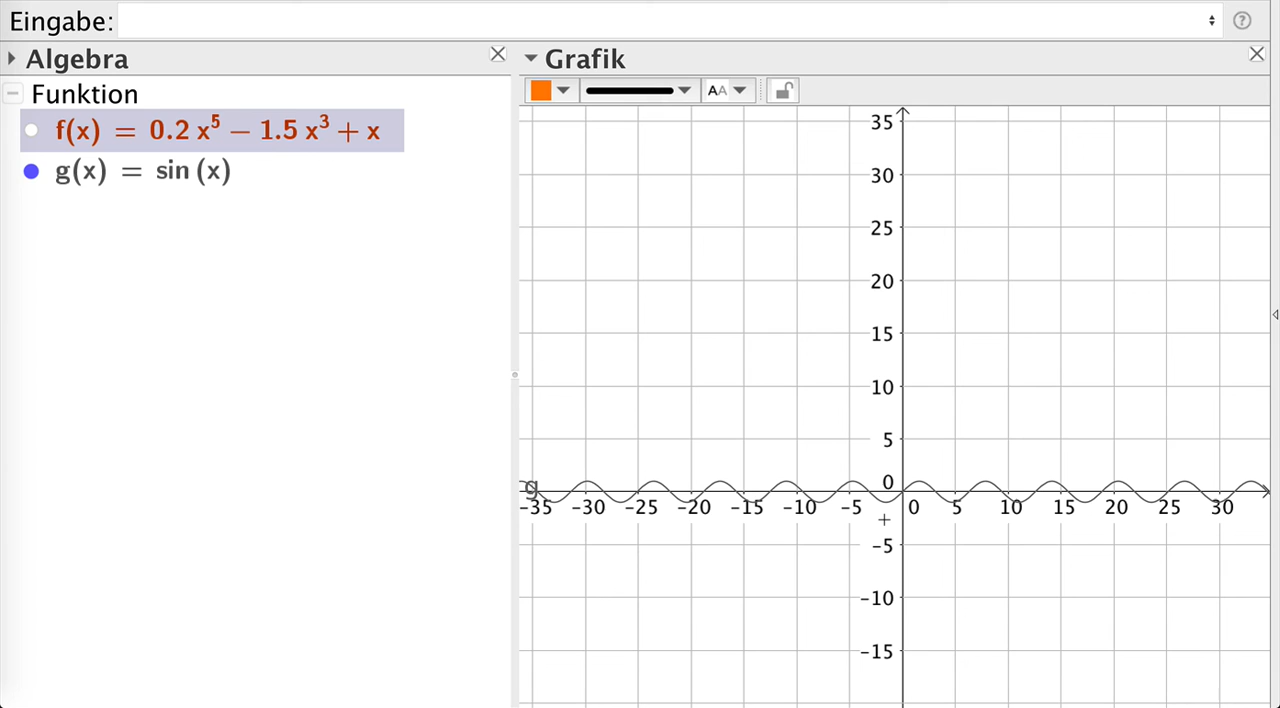 Eingabe:
Algebra
Grafik
Funktion
AA
f(x) = 0.2 x⁵ − 1.5 x³ + x
g(x) = sin (x)
35
30
25
20
15
10
5
0
g
−35 −30 −25 −20 −15 −10 −5 0 5 10 15 20 25 30
−5
−10
−15